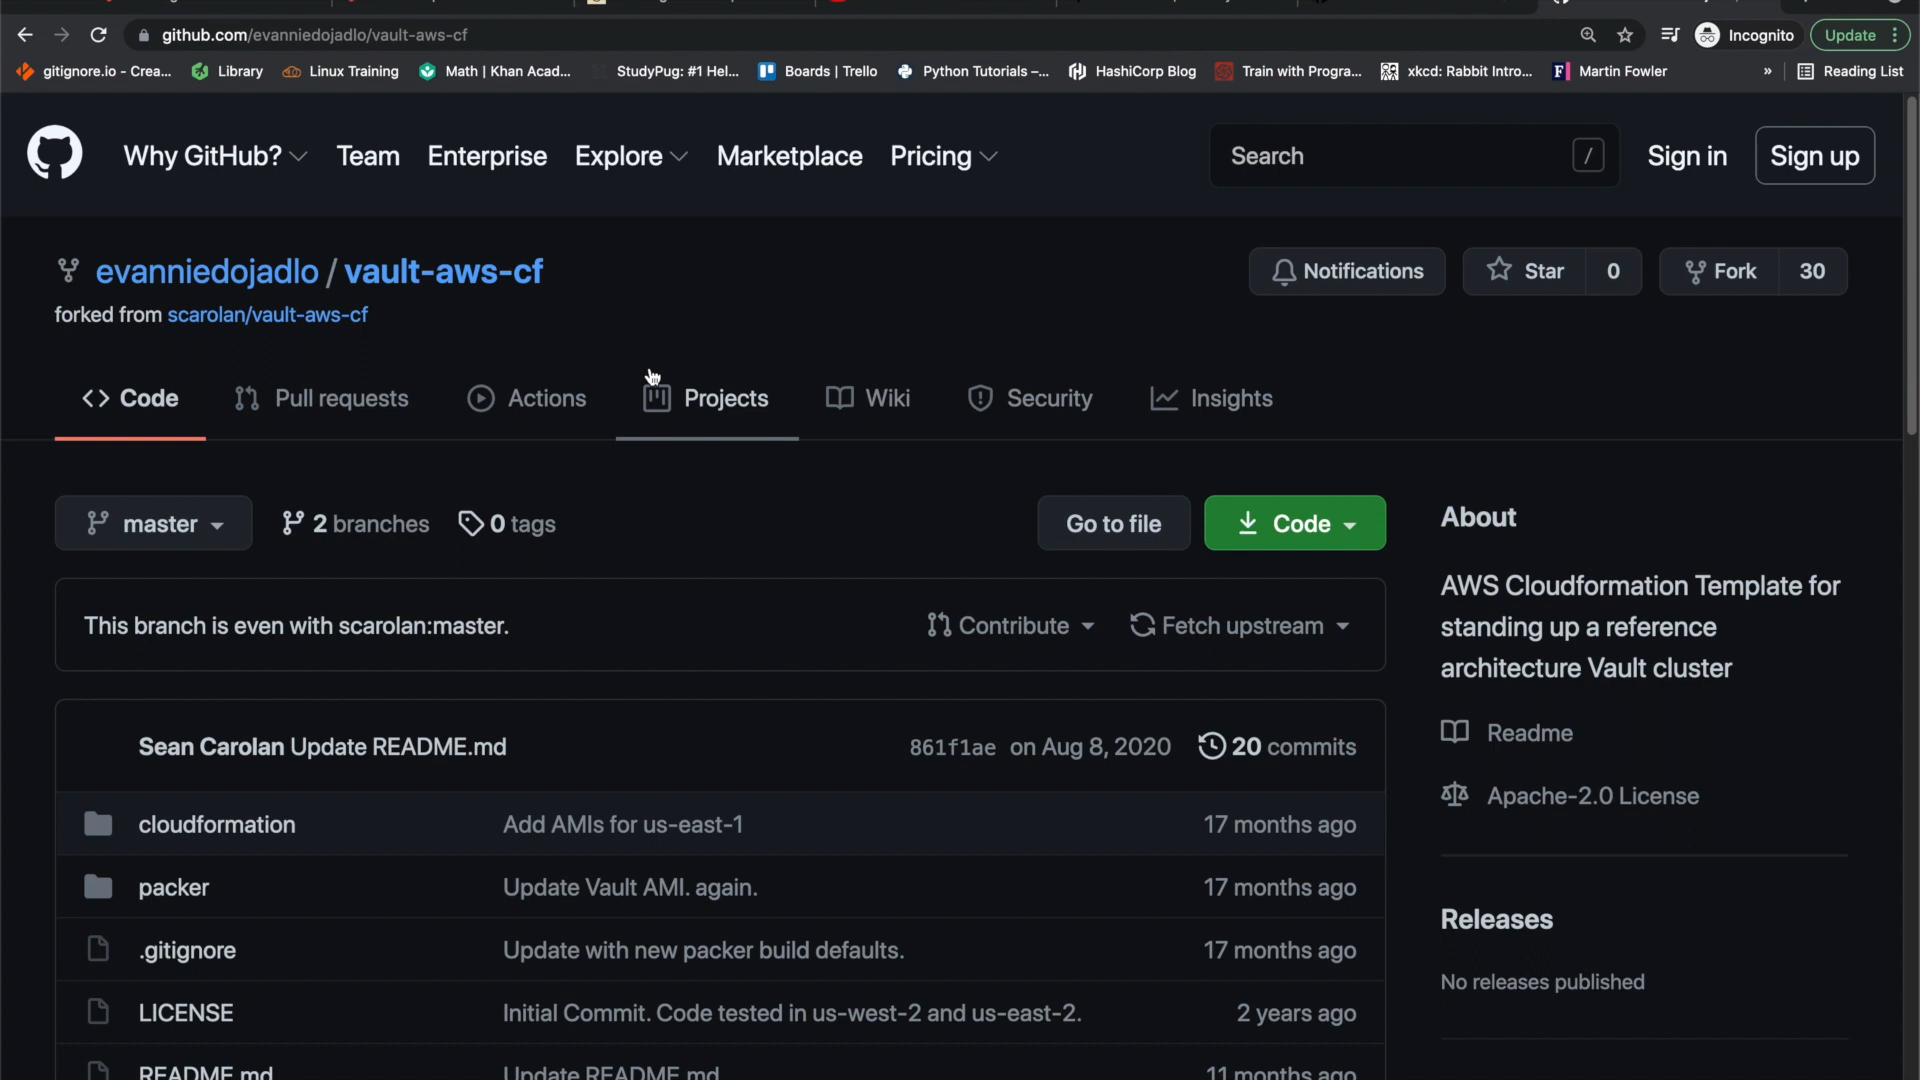 github.com/evanniedojadlo/vault-aws-cf
Incognito
Update
gitignore.io - Crea...
Library
Linux Training
Math | Khan Acad...
StudyPug: #1 Hel...
Boards | Trello
Python Tutorials –...
HashiCorp Blog
Train with Progra...
xkcd: Rabbit Intro...
Martin Fowler
»
Reading List
Why GitHub?
Team
Enterprise
Explore
Marketplace
Pricing
Search
/
Sign in
Sign up
evanniedojadlo / vault-aws-cf
forked from scarolan/vault-aws-cf
Notifications
Star 0
Fork 30
Code
Pull requests
Actions
Projects
Wiki
Security
Insights
master
2 branches
0 tags
Go to file
Code
This branch is even with scarolan:master.
Contribute
Fetch upstream
Sean Carolan Update README.md
861f1ae on Aug 8, 2020
20 commits
cloudformation
Add AMIs for us-east-1
17 months ago
packer
Update Vault AMI. again.
17 months ago
.gitignore
Update with new packer build defaults.
17 months ago
LICENSE
Initial Commit. Code tested in us-west-2 and us-east-2.
2 years ago
README.md
Update README.md
11 months ago
About
AWS Cloudformation Template for
standing up a reference
architecture Vault cluster
Readme
Apache-2.0 License
Releases
No releases published